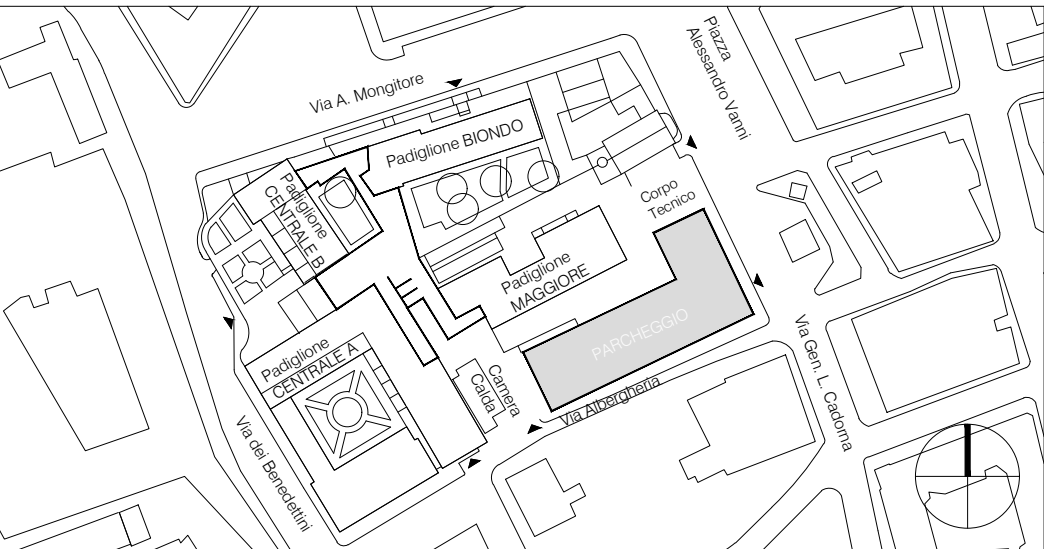 Via A. Mongitore
Piazza
Alessandro Vanni
Padiglione BIONDO
Padiglione
CENTRALE B
Corpo
Tecnico
Padiglione
MAGGIORE
PARCHEGGIO
Padiglione
CENTRALE A
Camera
Calda
Via Albergheria
Via Gen. L. Cadorna
Via dei Benedettini